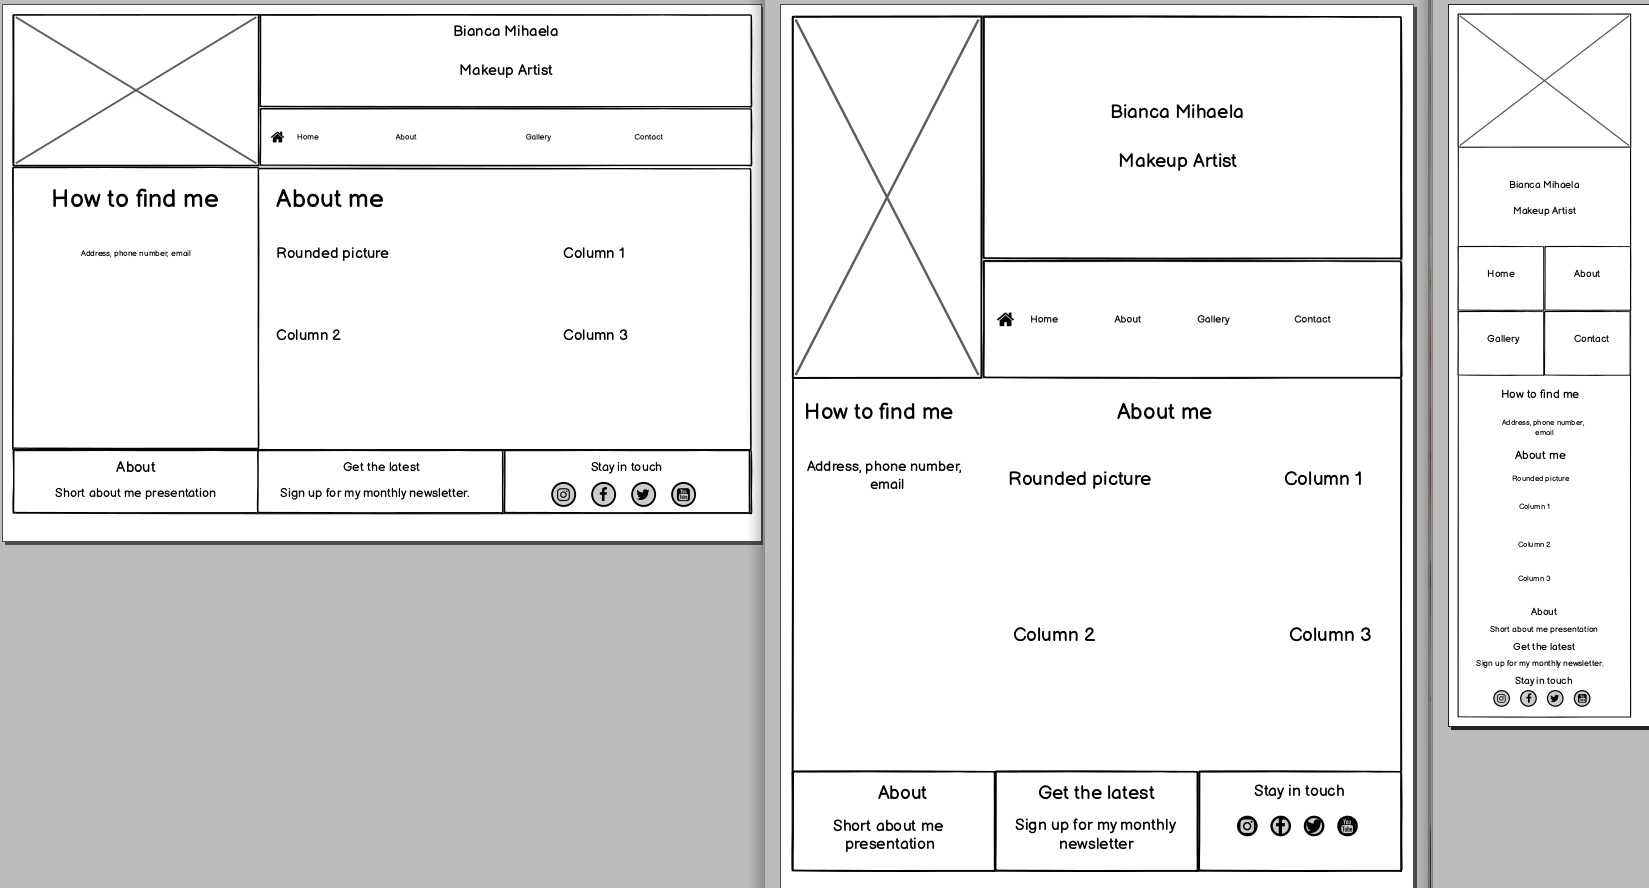 Bianca Mihaela
Makeup Artist
Home About Gallery Contact
How to find me
Address, phone number, email
About me
Rounded picture Column 1
Column 2 Column 3
About
Short about me presentation
Get the latest
Sign up for my monthly newsletter.
Stay in touch
You
Tube
Bianca Mihaela
Makeup Artist
Home About Gallery Contact
How to find me
Address, phone number,
email
About me
Rounded picture Column 1
Column 2 Column 3
About
Short about me
presentation
Get the latest
Sign up for my monthly
newsletter
Stay in touch
You
Tube
Bianca Mihaela
Makeup Artist
Home About
Gallery Contact
How to find me
Address, phone number,
email
About me
Rounded picture
Column 1
Column 2
Column 3
About
Short about me presentation
Get the latest
Sign up for my monthly newsletter.
Stay in touch